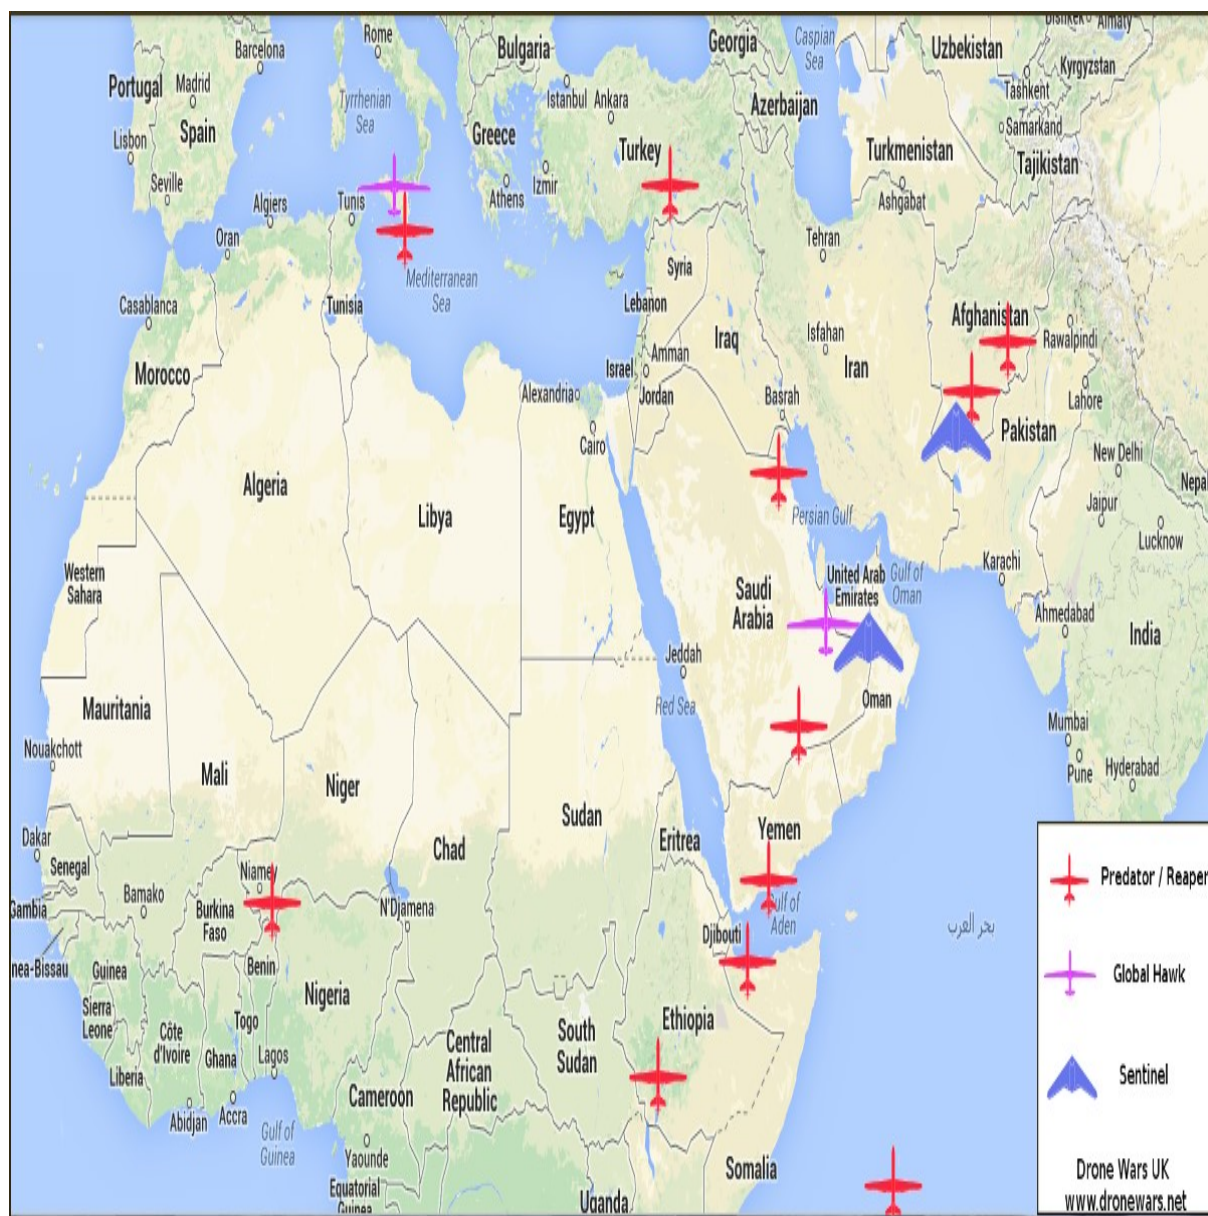 Rome
Barcelona
Bulgaria
Georgia
Caspian
Sea
Uzbekistan
Bishkek
Almaty
Kyrgyzstan
Portugal
Madrid
Tyrrhenian
Sea
Istanbul
Ankara
Azerbaijan
Tashkent
Samarkand
Spain
Lisbon
Greece
Turkey
Turkmenistan
Tajikistan
Seville
Algiers
Tunis
Athens
Izmir
Ashgabat
Oran
Tehran
Mediterranean
Sea
Syria
Casablanca
Tunisia
Lebanon
Iraq
Isfahan
Afghanistan
Rawalpindi
Morocco
Israel
Amman
Jordan
Iran
Alexandria
Basrah
Lahore
Cairo
Pakistan
New Delhi
Algeria
Libya
Egypt
Persian Gulf
Nepal
Jaipur
Lucknow
Western
Sahara
Saudi
Arabia
United Arab
Emirates
Gulf of
Oman
Karachi
Ahmedabad
India
Jeddah
Mauritania
Red Sea
Oman
Mumbai
Nouakchott
Mali
Niger
Pune
Hyderabad
Sudan
Dakar
Senegal
Chad
Eritrea
Yemen
Niamey
Bamako
Gambia
Burkina
Faso
N'Djamena
Gulf of
Aden
Djibouti
بحر العرب
nea-Bissau
Guinea
Benin
Nigeria
Ethiopia
Sierra
Leone
Côte
d'Ivoire
Togo
Ghana
Lagos
South
Sudan
Central
African
Republic
Liberia
Cameroon
Abidjan
Accra
Gulf of
Guinea
Yaounde
Equatorial
Guinea
Uganda
Somalia
Predator / Reaper
Global Hawk
Sentinel
Drone Wars UK
www.dronewars.net